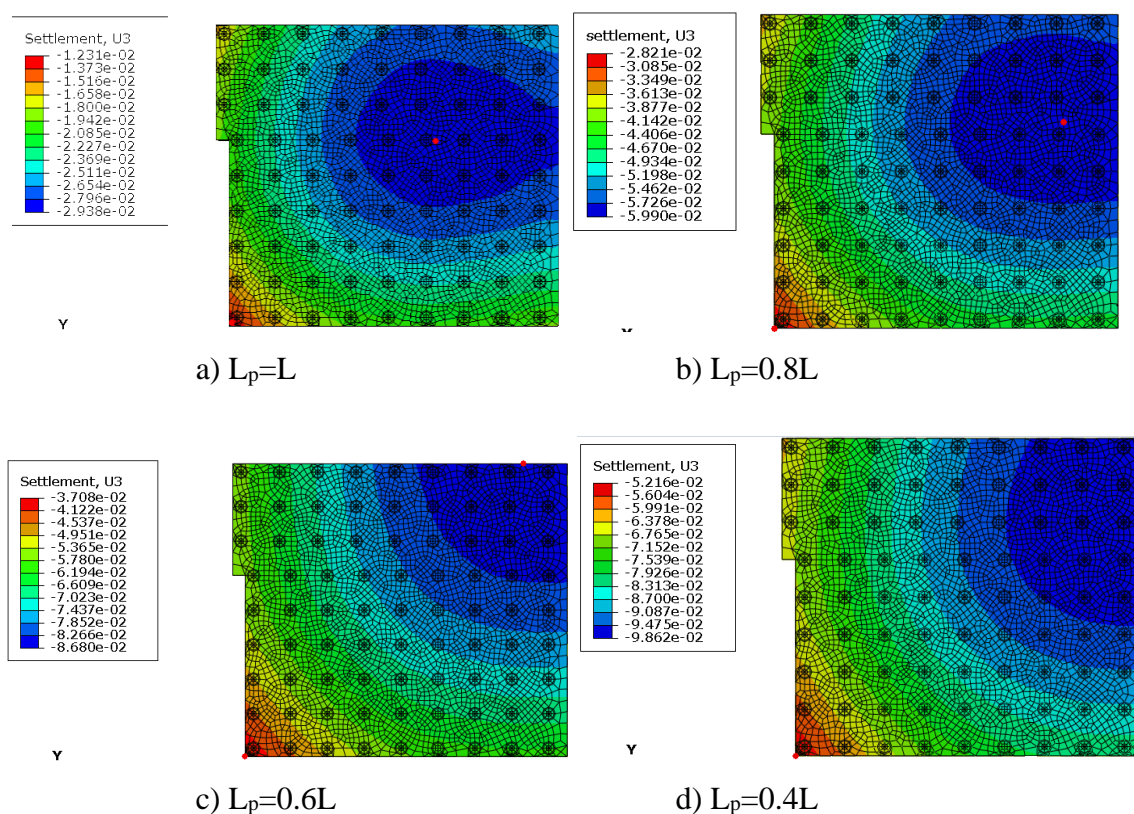 Settlement, U3
-1.231e-02
-1.373e-02
-1.516e-02
-1.658e-02
-1.800e-02
-1.942e-02
-2.085e-02
-2.227e-02
-2.369e-02
-2.511e-02
-2.654e-02
-2.796e-02
-2.938e-02
Y
a) Lp=L
settlement, U3
-2.821e-02
-3.085e-02
-3.349e-02
-3.613e-02
-3.877e-02
-4.142e-02
-4.406e-02
-4.670e-02
-4.934e-02
-5.198e-02
-5.462e-02
-5.726e-02
-5.990e-02
b) Lp=0.8L
Settlement, U3
-3.708e-02
-4.122e-02
-4.537e-02
-4.951e-02
-5.365e-02
-5.780e-02
-6.194e-02
-6.609e-02
-7.023e-02
-7.437e-02
-7.852e-02
-8.266e-02
-8.680e-02
Y
c) Lp=0.6L
Settlement, U3
-5.216e-02
-5.604e-02
-5.991e-02
-6.378e-02
-6.765e-02
-7.152e-02
-7.539e-02
-7.926e-02
-8.313e-02
-8.700e-02
-9.087e-02
-9.475e-02
-9.862e-02
Y
d) Lp=0.4L